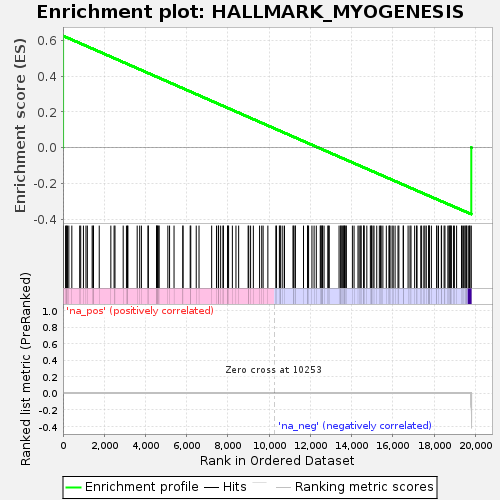 Enrichment plot: HALLMARK_MYOGENESIS
Enrichment score (ES)
0.6
0.4
0.2
0.0
-0.2
-0.4
Ranked list metric (PreRanked)
1.0
0.8
0.6
0.4
0.2
0.0
-0.2
-0.4
'na_pos' (positively correlated)
Zero cross at 10253
'na_neg' (negatively correlated)
0
2,000
4,000
6,000
8,000
10,000
12,000
14,000
16,000
18,000
20,000
Rank in Ordered Dataset
Enrichment profile
Hits
Ranking metric scores